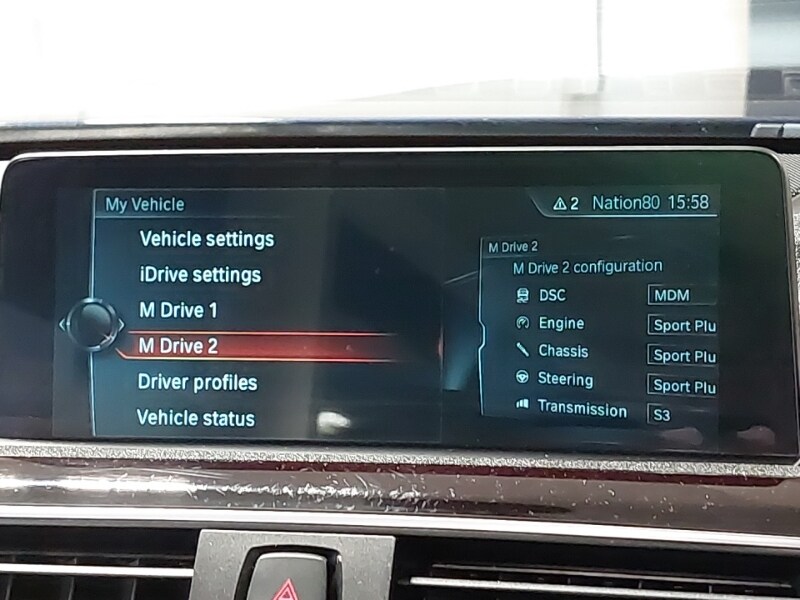 My Vehicle
2 Nation80 15:58
Vehicle settings
iDrive settings
M Drive 1
M Drive 2
Driver profiles
Vehicle status
M Drive 2
M Drive 2 configuration
DSC MDM
Engine Sport Plu
Chassis Sport Plu
Steering Sport Plu
Transmission S3